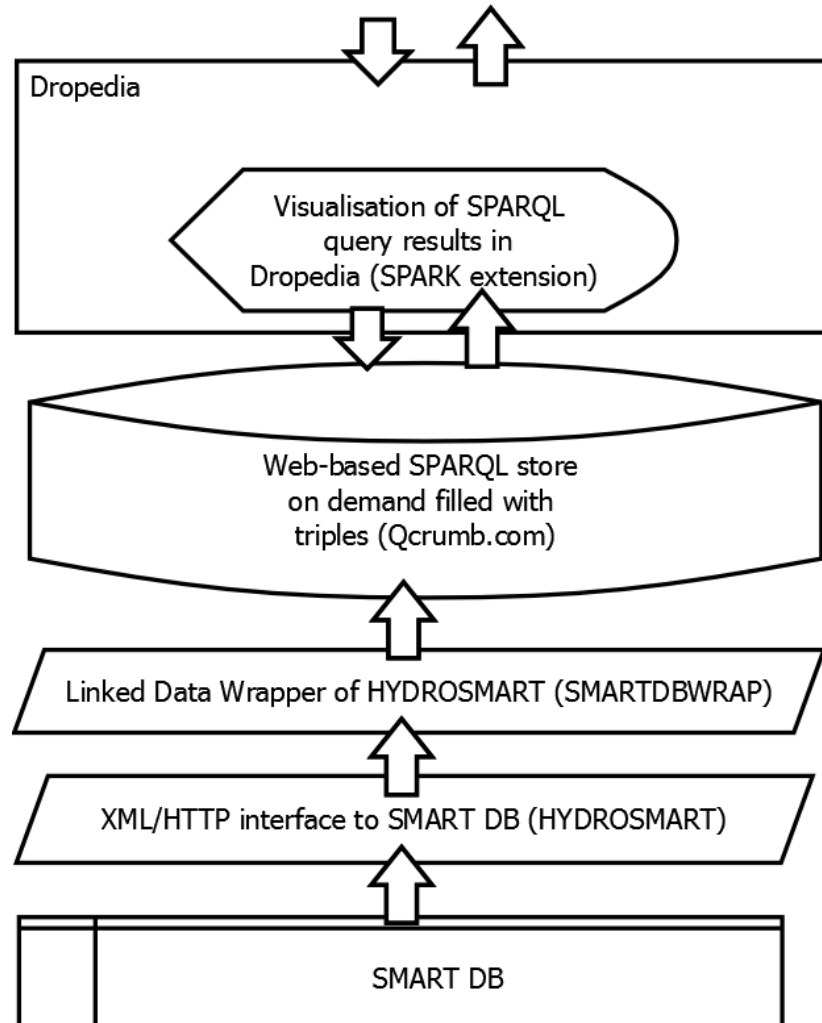 Dropedia
Visualisation of SPARQL
query results in
Dropedia (SPARK extension)
Web-based SPARQL store
on demand filled with
triples (Qcrumb.com)
Linked Data Wrapper of HYDROSMART (SMARTDBWRAP)
XML/HTTP interface to SMART DB (HYDROSMART)
SMART DB